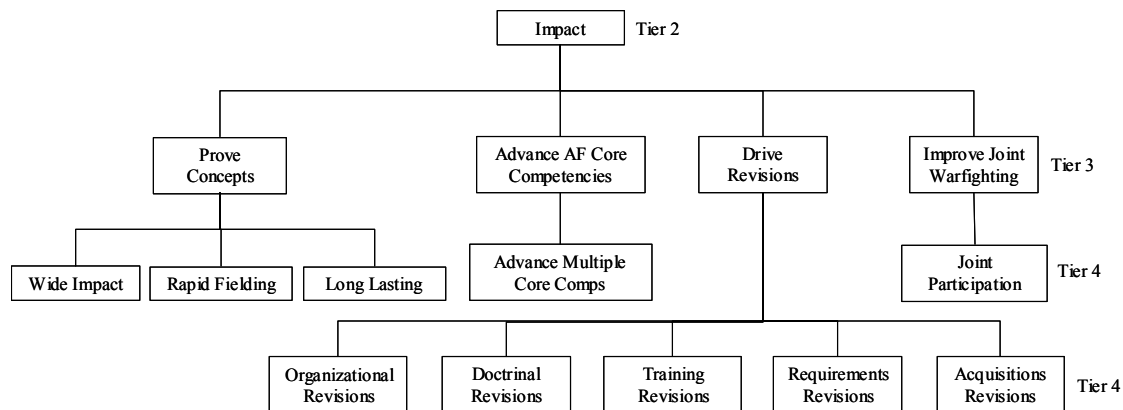 Impact
Tier 2
Prove
Concepts
Advance AF Core
Competencies
Drive
Revisions
Improve Joint
Warfighting
Tier 3
Wide Impact
Rapid Fielding
Long Lasting
Advance Multiple
Core Comps
Joint
Participation
Tier 4
Organizational
Revisions
Doctrinal
Revisions
Training
Revisions
Requirements
Revisions
Acquisitions
Revisions
Tier 4